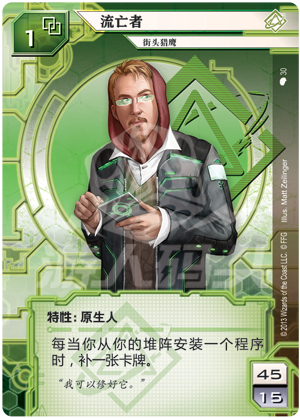 1
流亡者
街头猎鹰
30
Illus. Matt Zeilinger
© 2013 Wizards of the Coast LLC. © FFG
特性: 原生人
每当你从你的堆阵安装一个程序
时，补一张卡牌。
“我可以修好它。”
45
15